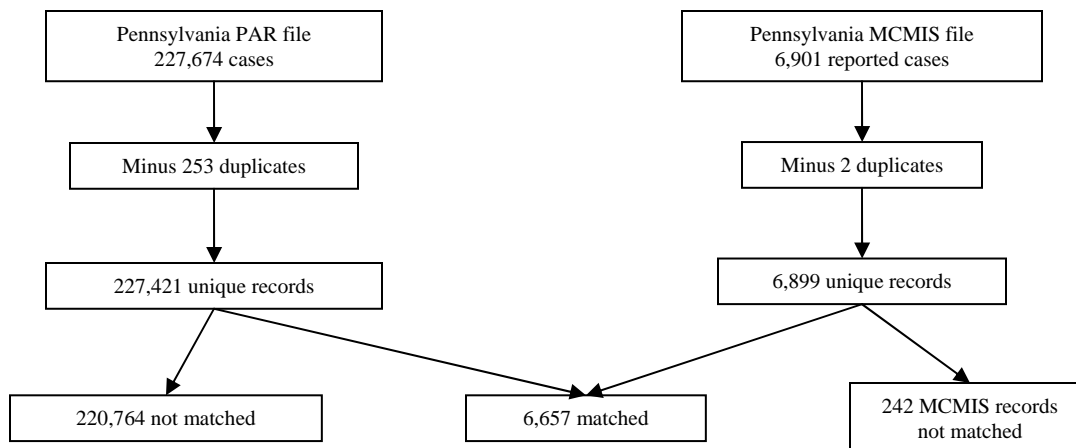 Pennsylvania PAR file
227,674 cases
Pennsylvania MCMIS file
6,901 reported cases
Minus 253 duplicates
Minus 2 duplicates
227,421 unique records
6,899 unique records
220,764 not matched
6,657 matched
242 MCMIS records
not matched